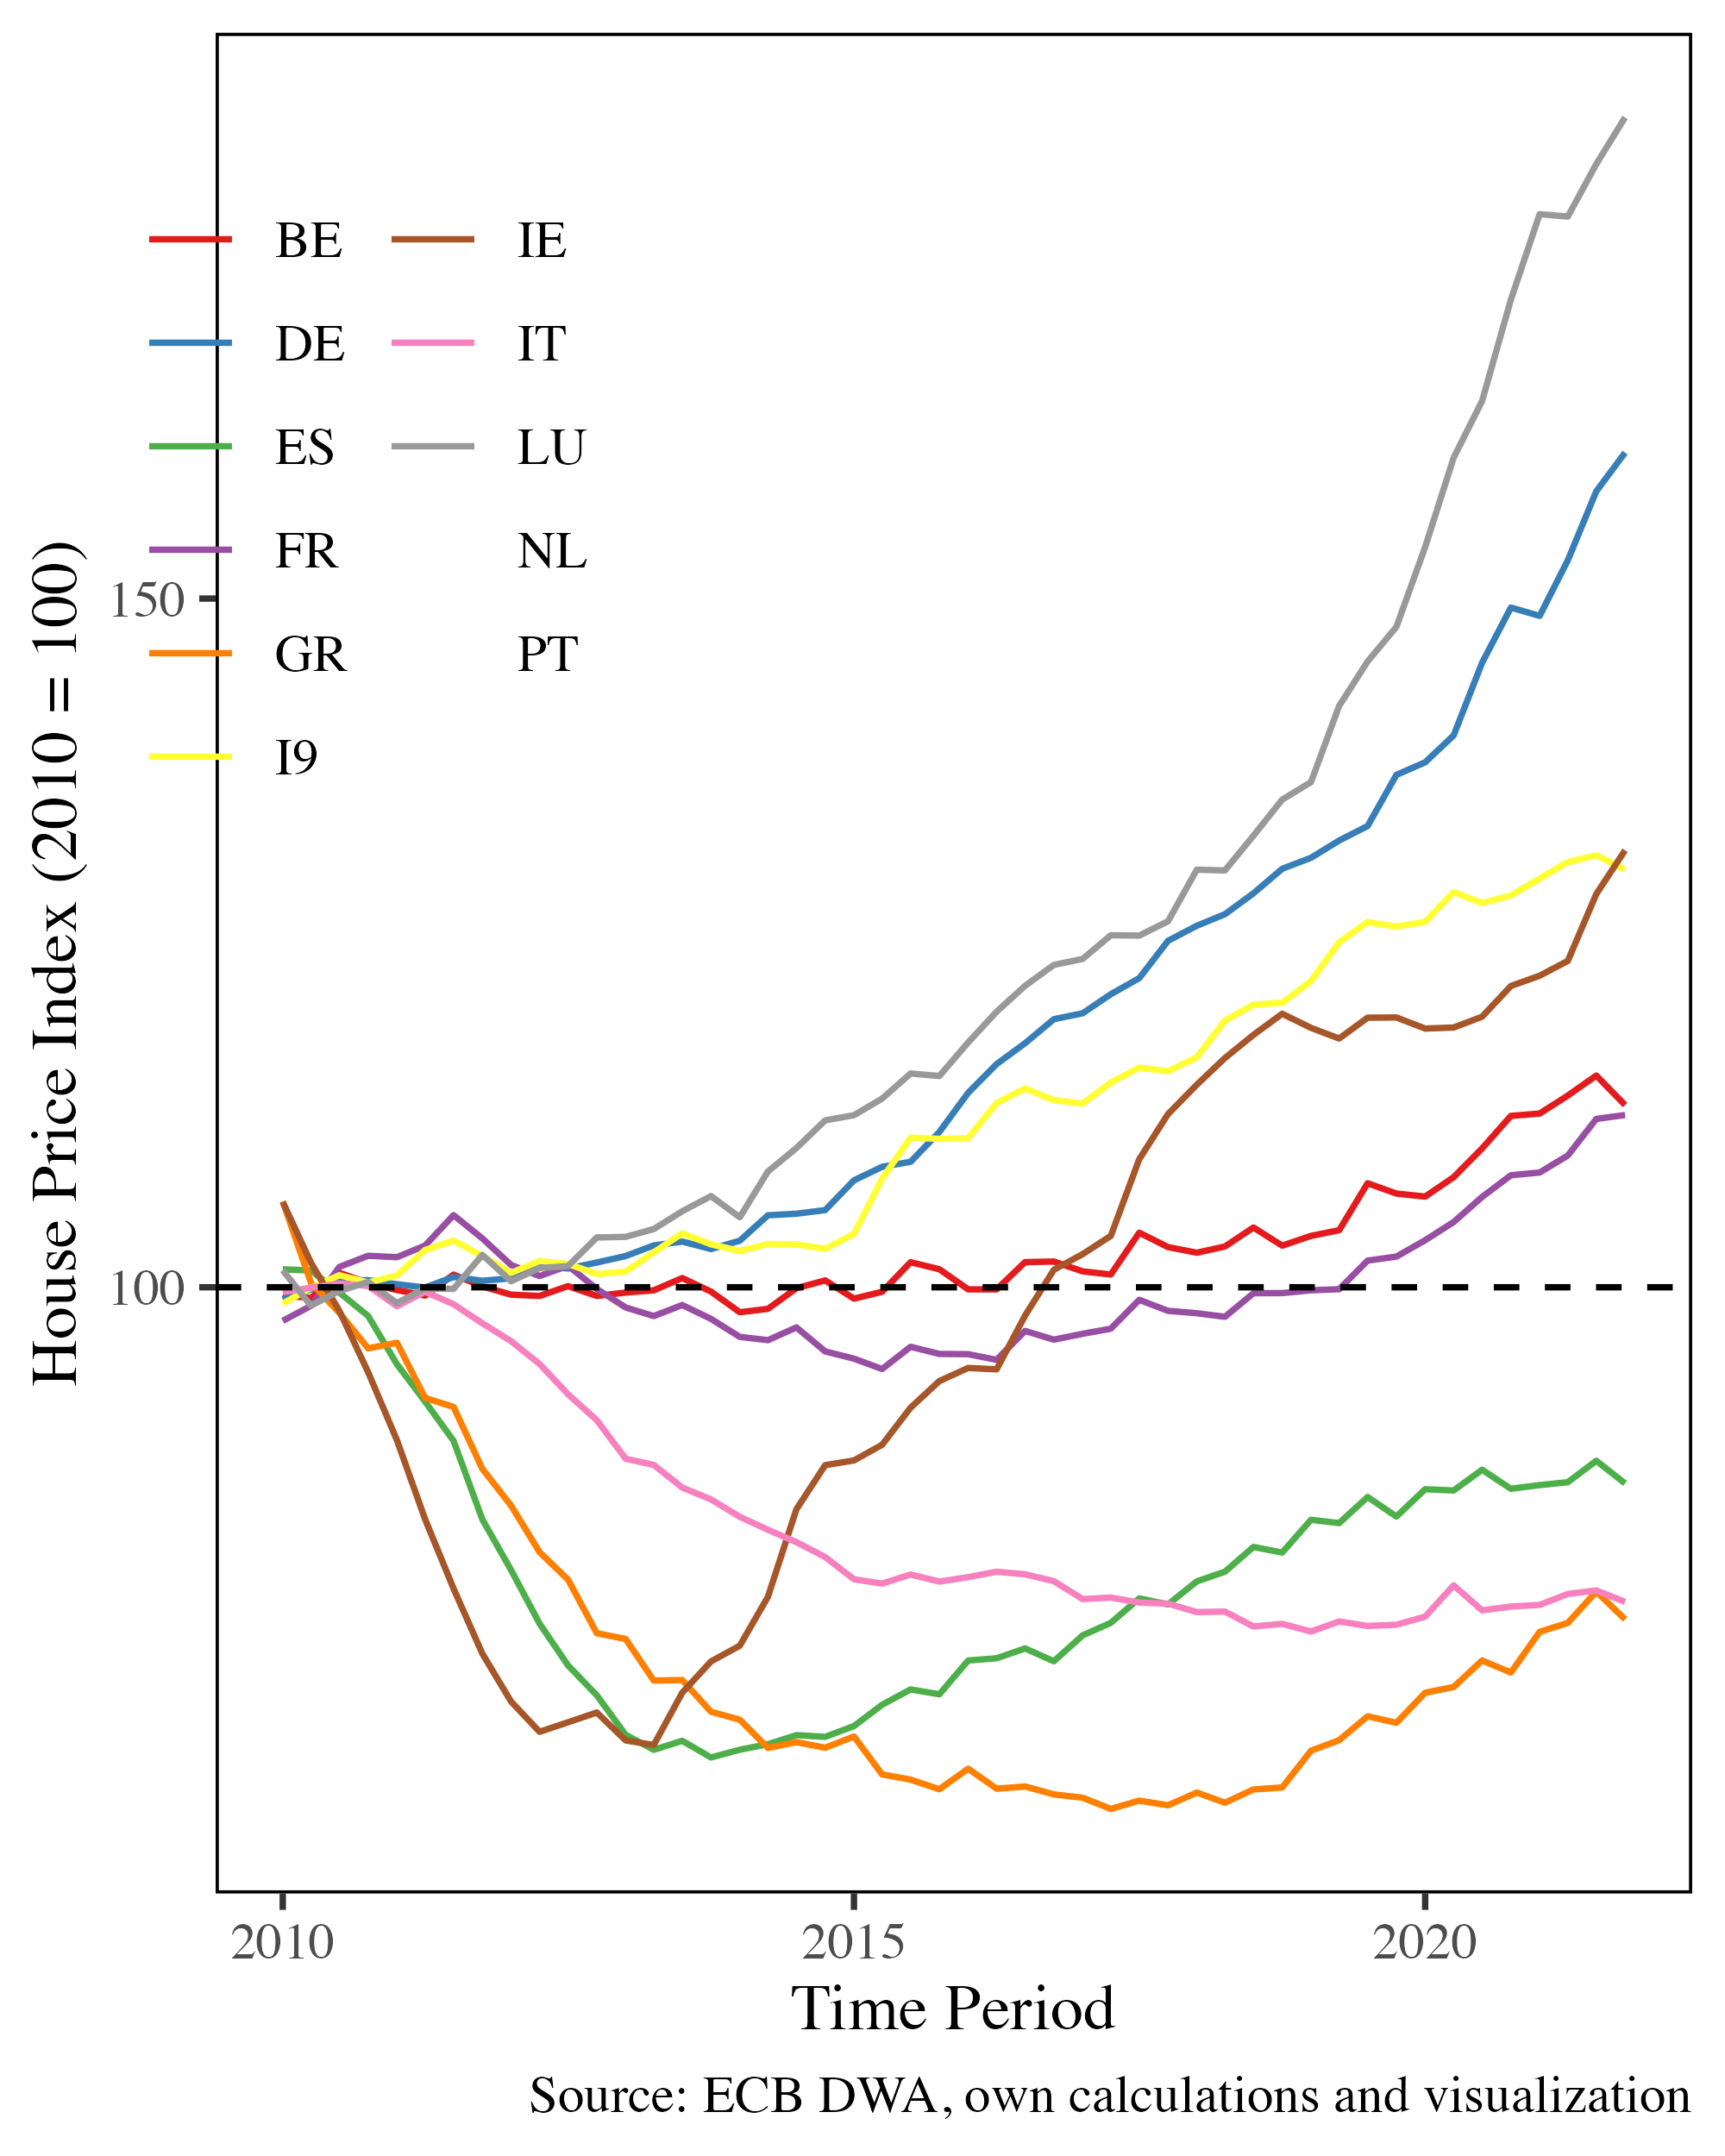 BE IE
DE IT
ES LU
FR NL
GR PT
I9
House Price Index (2010 = 100)
150
100
2010 2015 2020
Time Period
Source: ECB DWA, own calculations and visualization